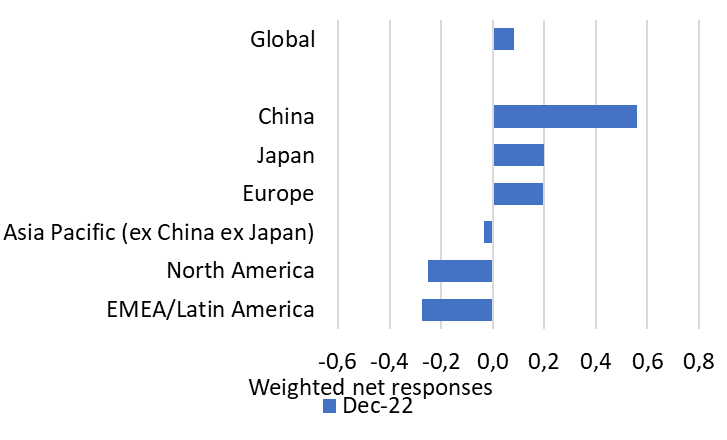 Global
China
Japan
Europe
Asia Pacific (ex China ex Japan)
North America
EMEA/Latin America
-0,6 -0,4 -0,2 0,0 0,2 0,4 0,6 0,8
Weighted net responses
Dec-22